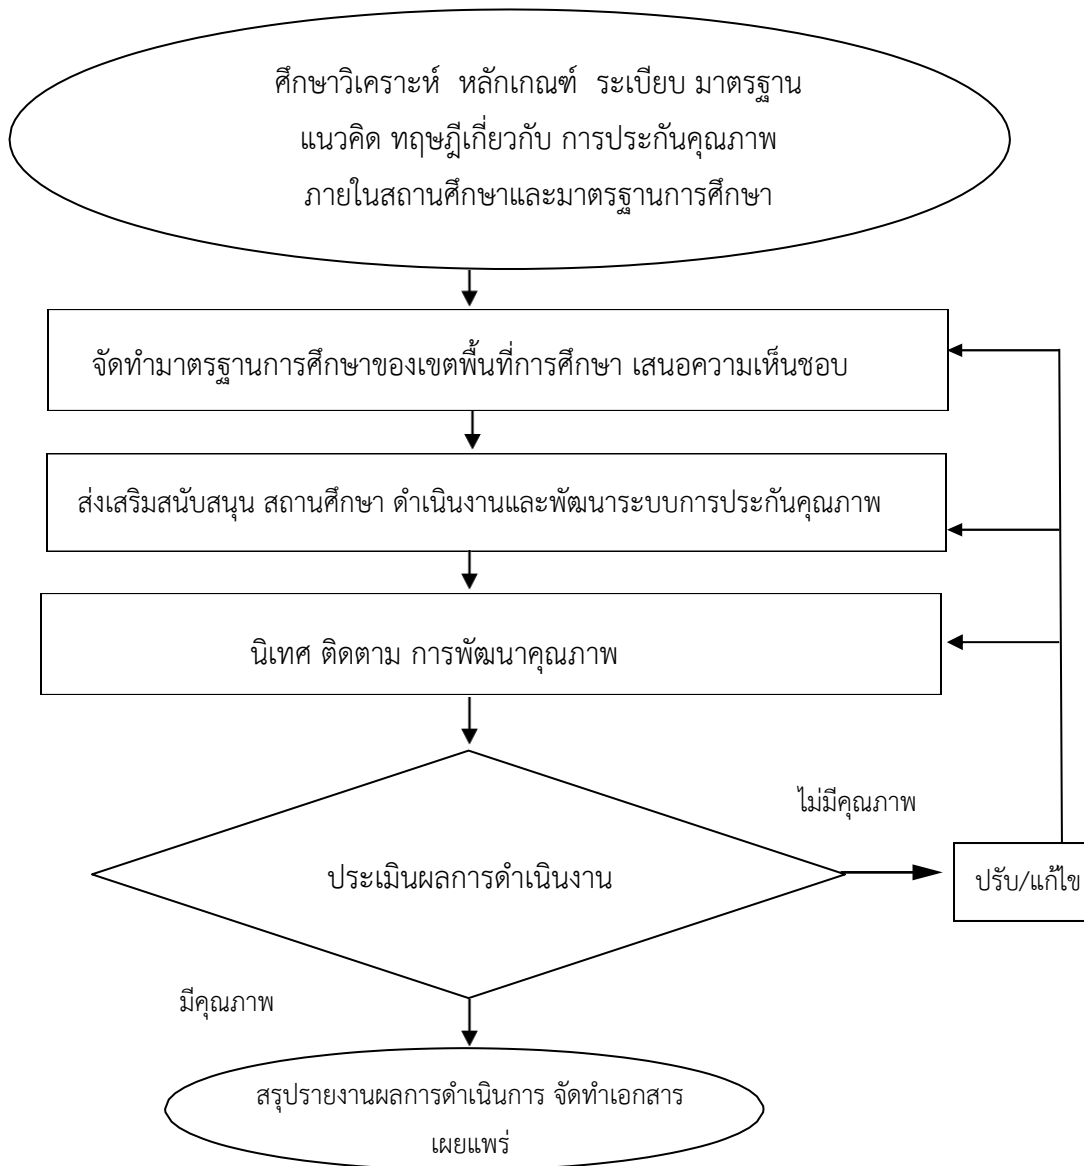 ศึกษาวิเคราะห์ หลักเกณฑ์ ระเบียบ มาตรฐาน
แนวคิด ทฤษฎีเกี่ยวกับ การประกันคุณภาพ
ภายในสถานศึกษาและมาตรฐานการศึกษา
จัดทำมาตรฐานการศึกษาของเขตพื้นที่การศึกษา เสนอความเห็นชอบ
ส่งเสริมสนับสนุน สถานศึกษา ดำเนินงานและพัฒนาระบบการประกันคุณภาพ
นิเทศ ติดตาม การพัฒนาคุณภาพ
ไม่มีคุณภาพ
ประเมินผลการดำเนินงาน
ปรับ/แก้ไข
มีคุณภาพ
สรุปรายงานผลการดำเนินการ จัดทำเอกสาร
เผยแพร่